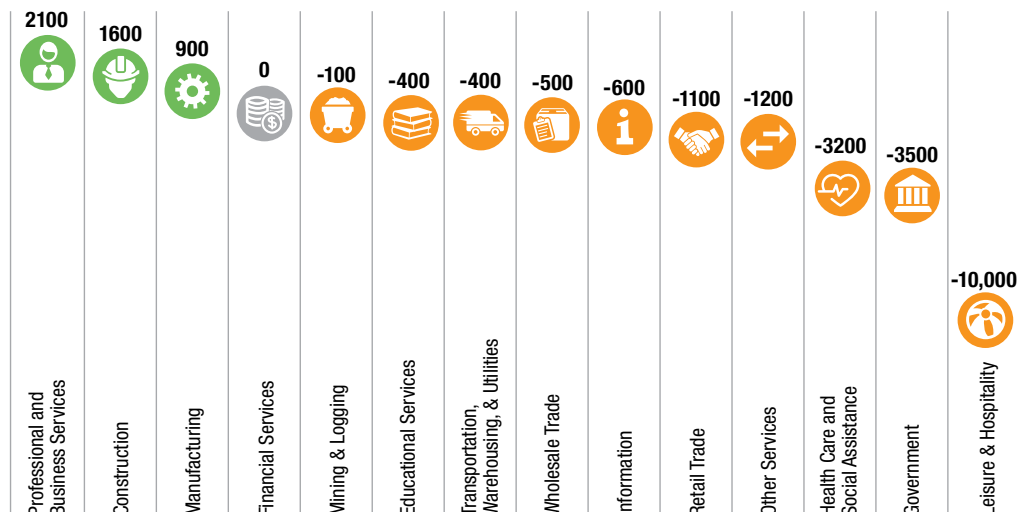 2100
1600
900
0
-100
-400
-400
-500
-600
-1100
-1200
-3200
-3500
-10,000
Professional and
Business Services
Construction
Manufacturing
Financial Services
Mining & Logging
Educational Services
Transportation,
Warehousing, & Utilities
Wholesale Trade
Information
Retail Trade
Other Services
Health Care and
Social Assistance
Government
Leisure & Hospitality